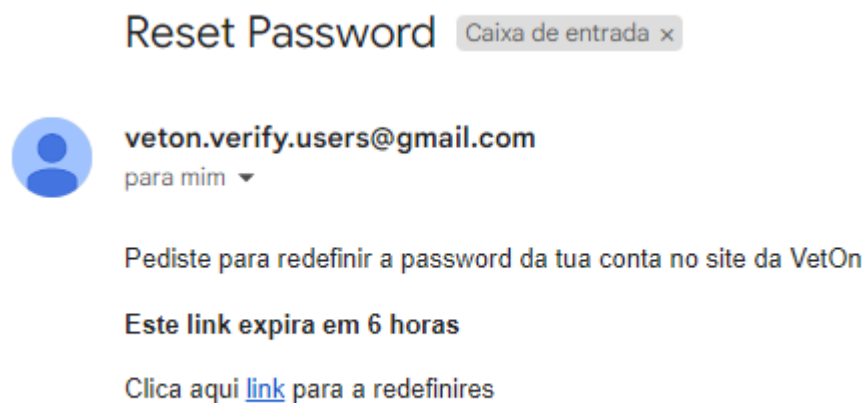 Reset Password Caixa de entrada ×
veton.verify.users@gmail.com
para mim
Pediste para redefinir a password da tua conta no site da VetOn
Este link expira em 6 horas
Clica aqui link para a redefinires